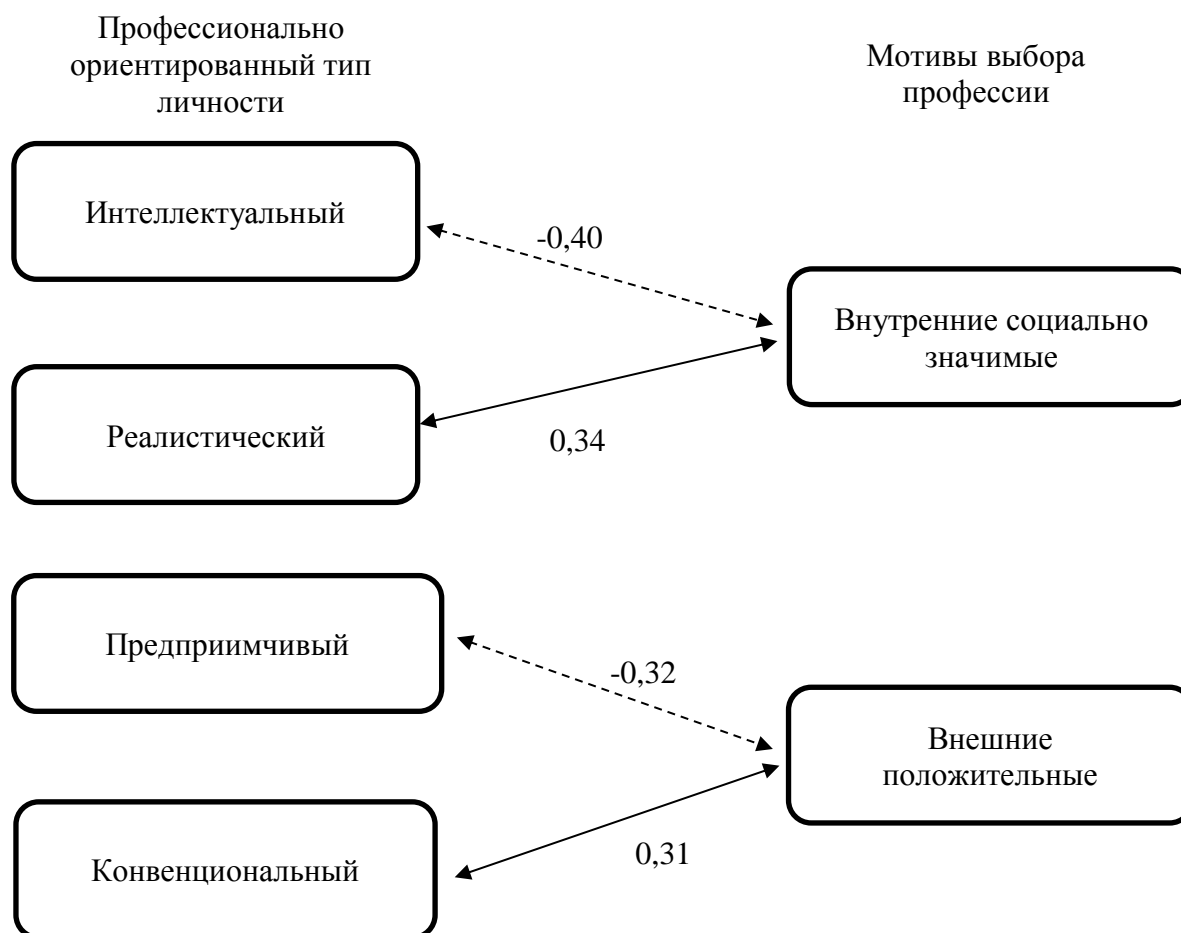 Профессионально
ориентированный тип
личности
Мотивы выбора
профессии
Интеллектуальный
-0,40
Внутренние социально
значимые
Реалистический
0,34
Предприимчивый
-0,32
Внешние
положительные
Конвенциональный
0,31